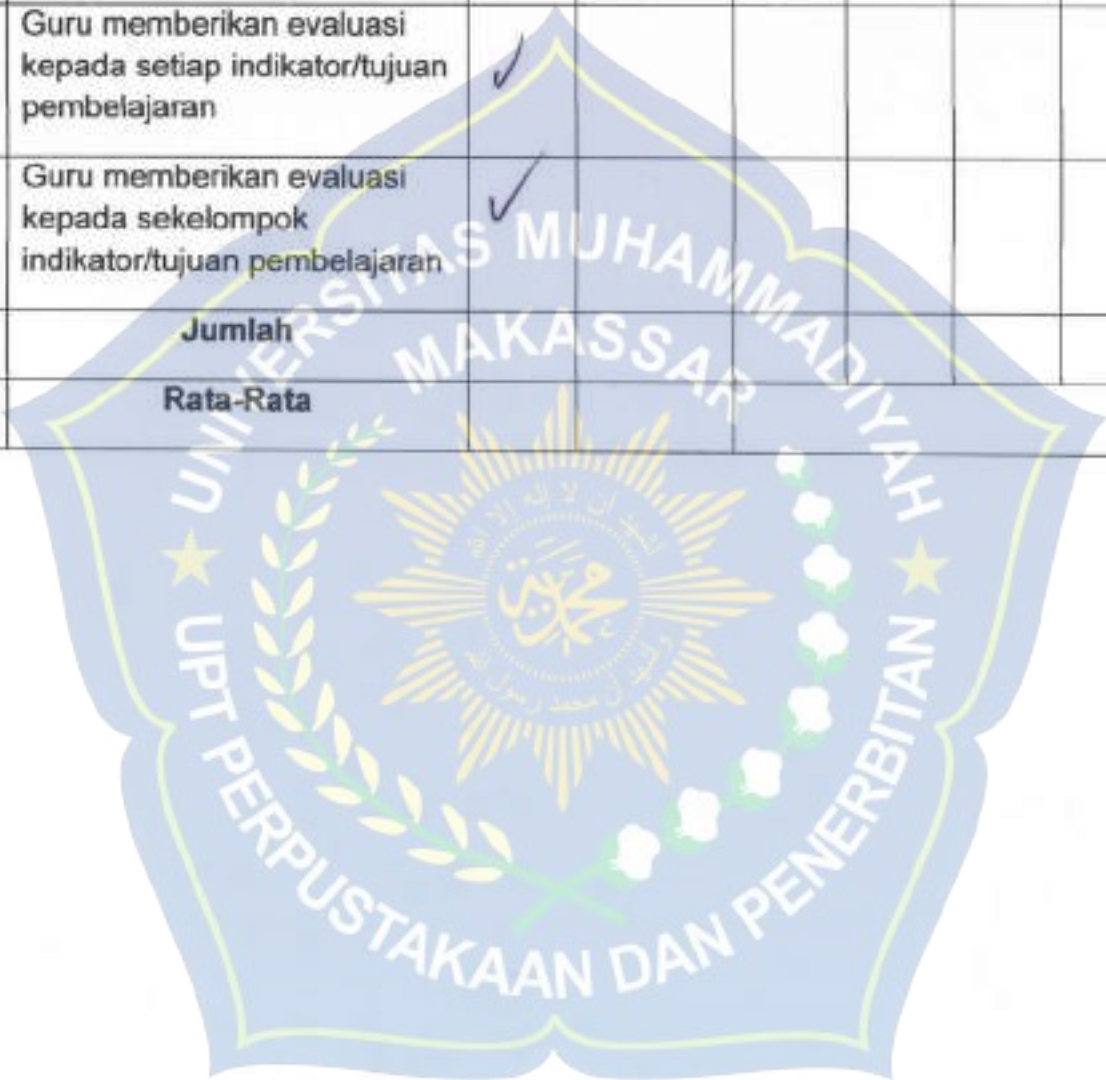 Guru memberikan evaluasi
kepada setiap indikator/tujuan
pembelajaran
✓
Guru memberikan evaluasi
kepada sekelompok
indikator/tujuan pembelajaran
✓
Jumlah
Rata-Rata
UNIVERSITAS MUHAMMADIYAH
MAKASSAR
محمدية
UPT PERPUSTAKAAN DAN PENERBITAN